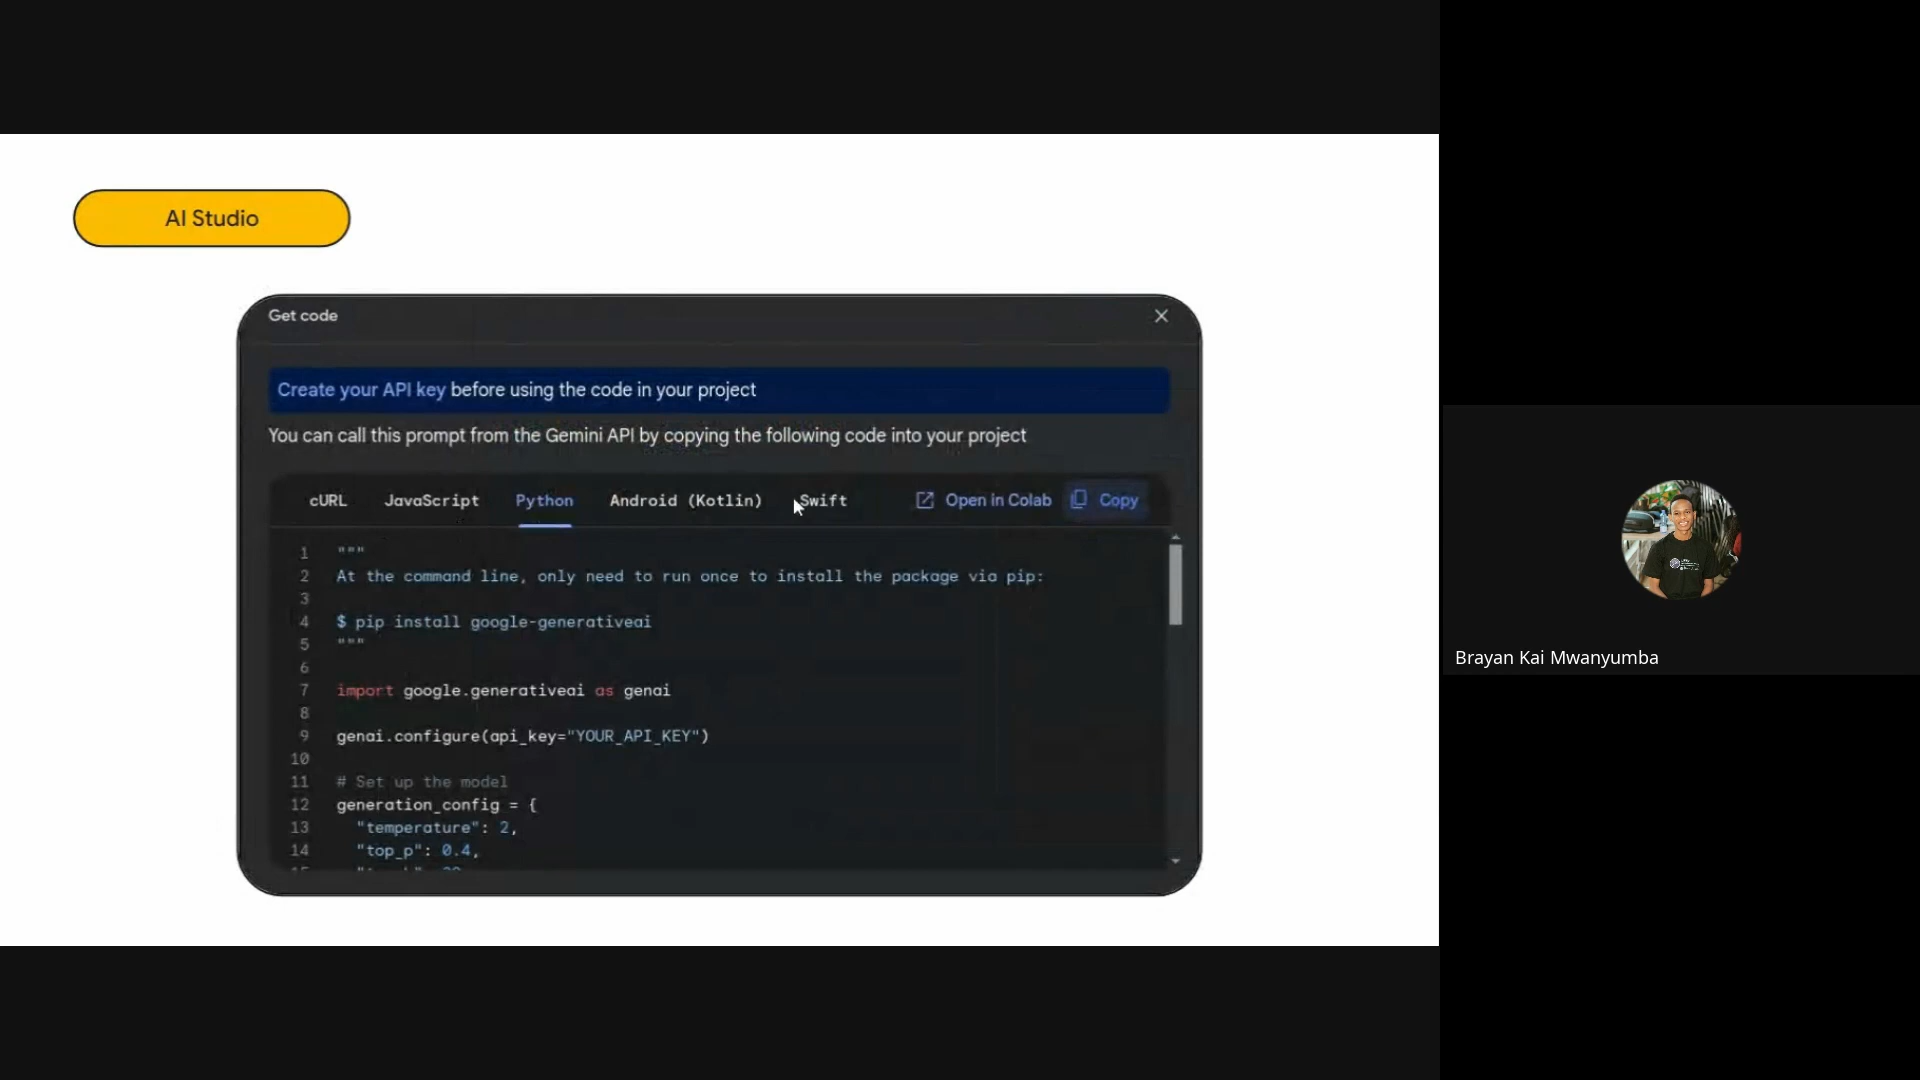 AI Studio
Get code
Create your API key before using the code in your project
You can call this prompt from the Gemini API by copying the following code into your project
cURL JavaScript Python Android (Kotlin) Swift Open in Colab Copy
1 """
2 At the command line, only need to run once to install the package via pip:
3
4 $ pip install google-generativeai
5 """
6
7 import google.generativeai as genai
8
9 genai.configure(api_key="YOUR_API_KEY")
10
11 # Set up the model
12 generation_config = {
13 "temperature": 2,
14 "top_p": 0.4,
Brayan Kai Mwanyumba